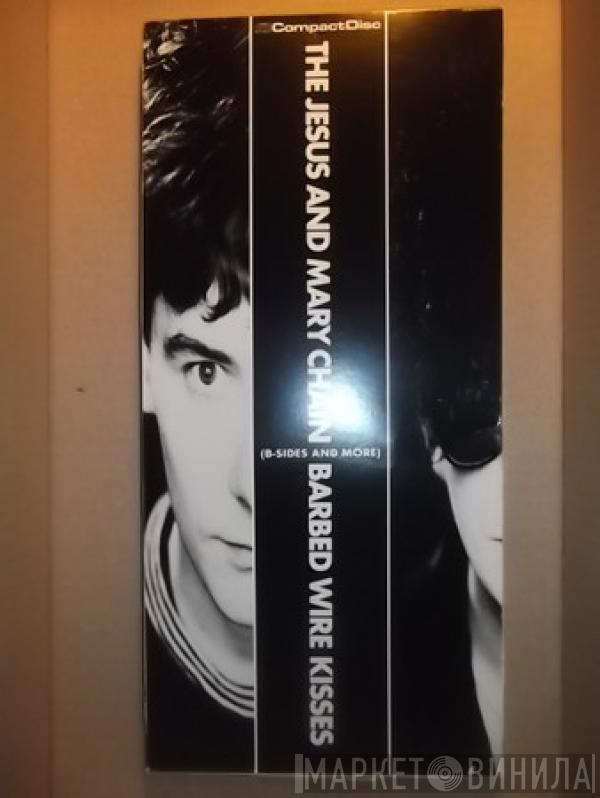 CompactDisc
THE JESUS AND MARY CHAIN BARBED WIRE KISSES
(B-SIDES AND MORE)
МАРКЕТ ВИНИЛА